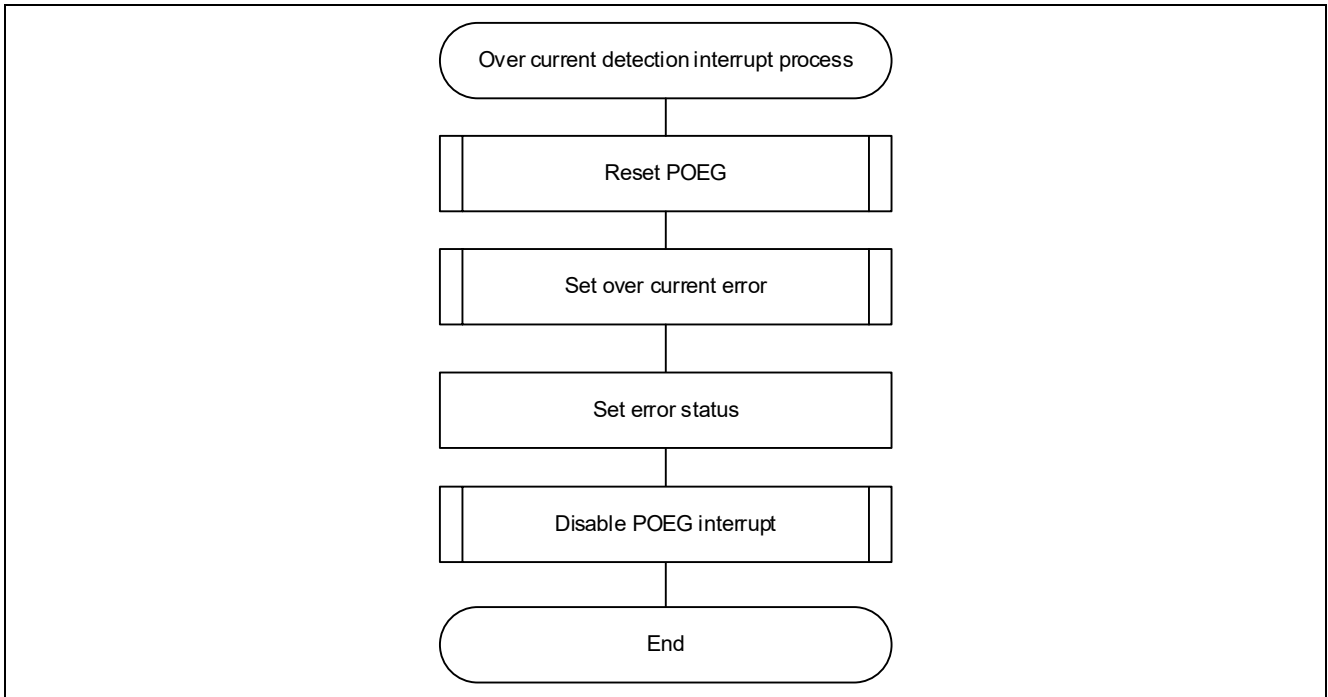 Over current detection interrupt process
Reset POEG
Set over current error
Set error status
Disable POEG interrupt
End